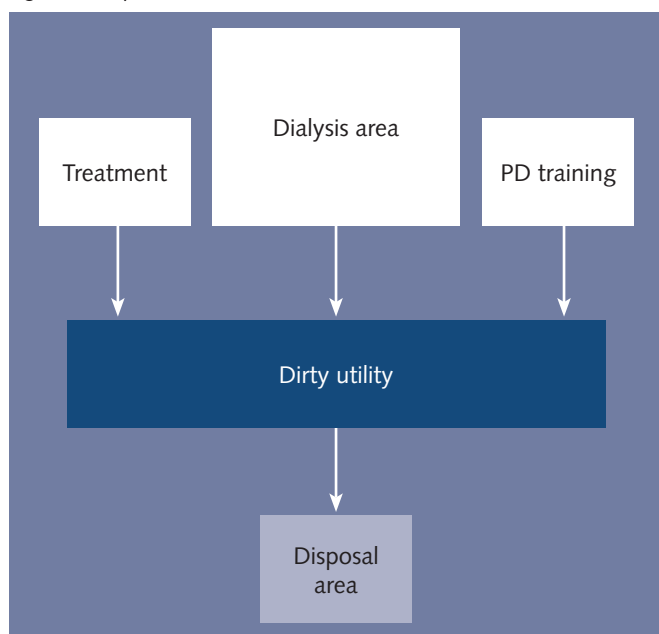 Dialysis area
Treatment
PD training
Dirty utility
Disposal
area